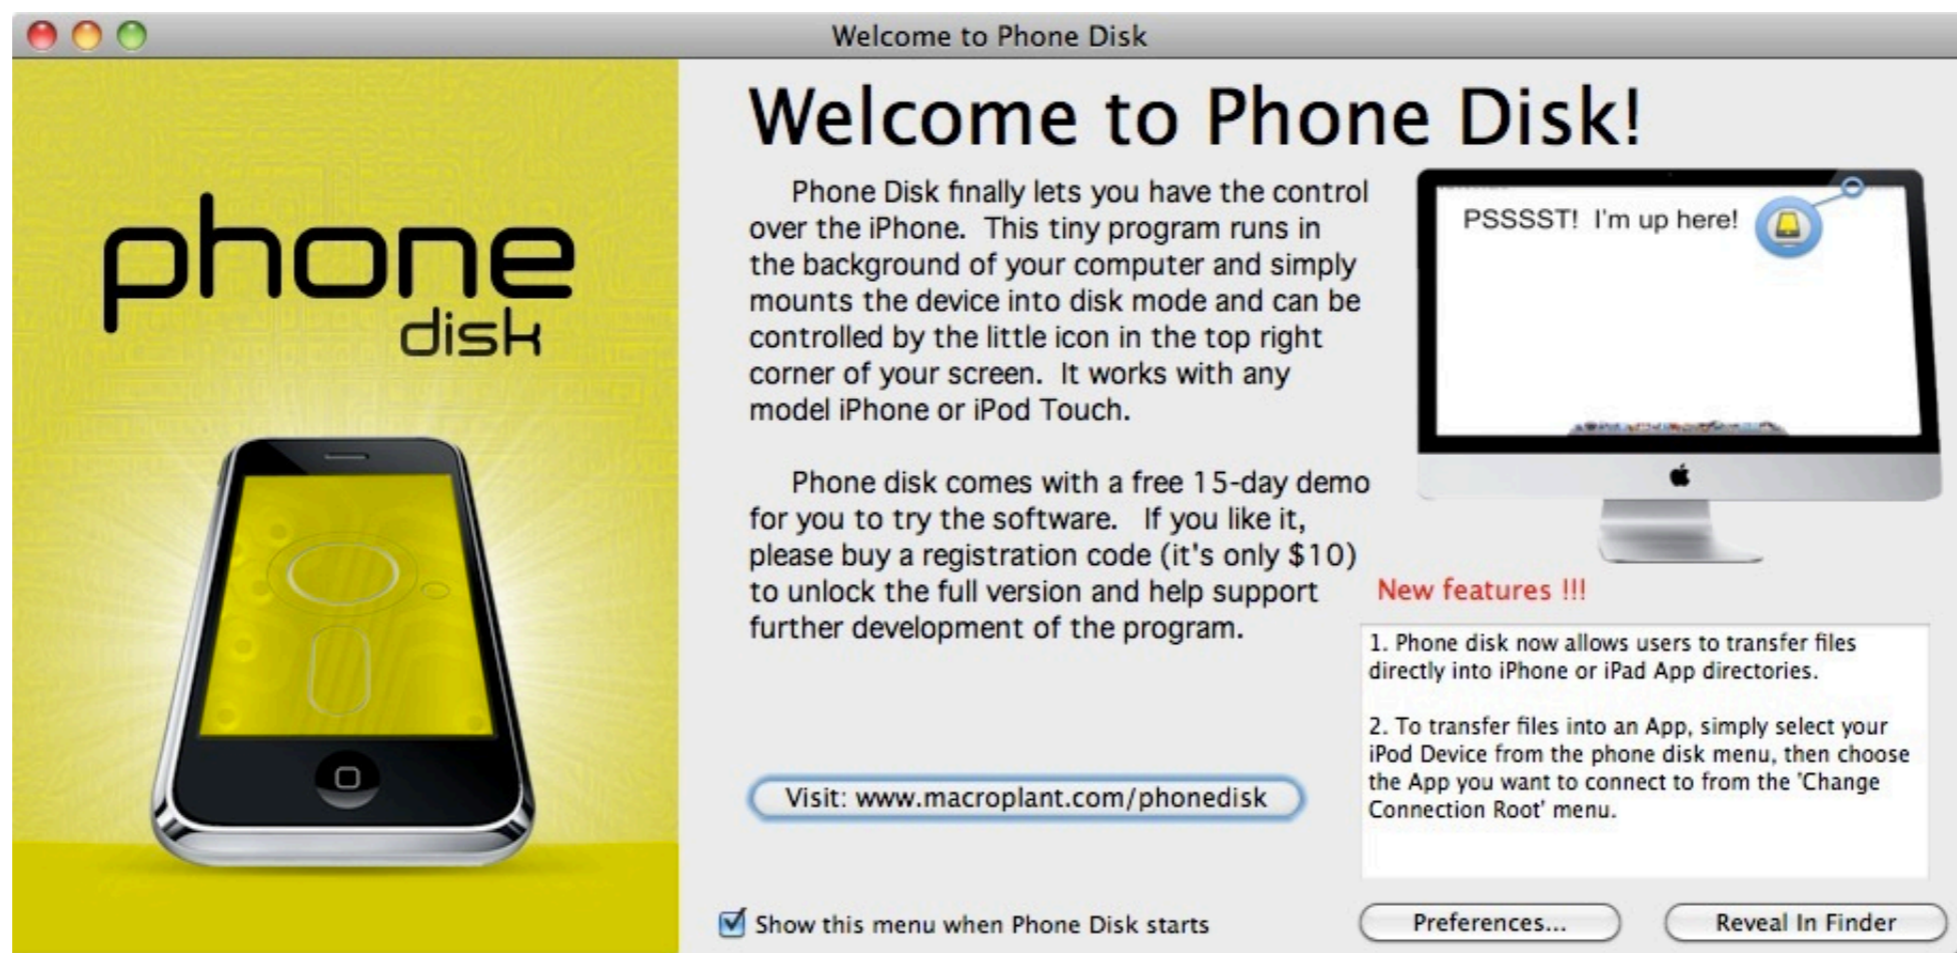 Welcome to Phone Disk
phone
disk
Welcome to Phone Disk!
Phone Disk finally lets you have the control
over the iPhone.  This tiny program runs in
the background of your computer and simply
mounts the device into disk mode and can be
controlled by the little icon in the top right
corner of your screen.  It works with any
model iPhone or iPod Touch.
Phone disk comes with a free 15-day demo
for you to try the software.   If you like it,
please buy a registration code (it's only $10)
to unlock the full version and help support
further development of the program.
Visit: www.macroplant.com/phonedisk
Show this menu when Phone Disk starts
PSSSST!  I'm up here!
New features !!!
1. Phone disk now allows users to transfer files
directly into iPhone or iPad App directories.
2. To transfer files into an App, simply select your
iPod Device from the phone disk menu, then choose
the App you want to connect to from the 'Change
Connection Root' menu.
Preferences...
Reveal In Finder